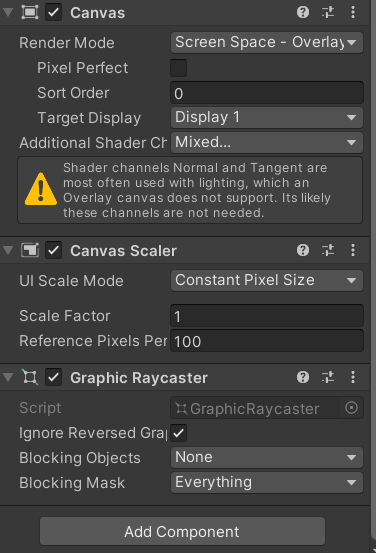 Canvas
Render Mode Screen Space - Overlay
Pixel Perfect
Sort Order 0
Target Display Display 1
Additional Shader Ch Mixed...
Shader channels Normal and Tangent are
most often used with lighting, which an
Overlay canvas does not support. Its likely
these channels are not needed.
Canvas Scaler
UI Scale Mode Constant Pixel Size
Scale Factor 1
Reference Pixels Per 100
Graphic Raycaster
Script GraphicRaycaster
Ignore Reversed Grap
Blocking Objects None
Blocking Mask Everything
Add Component